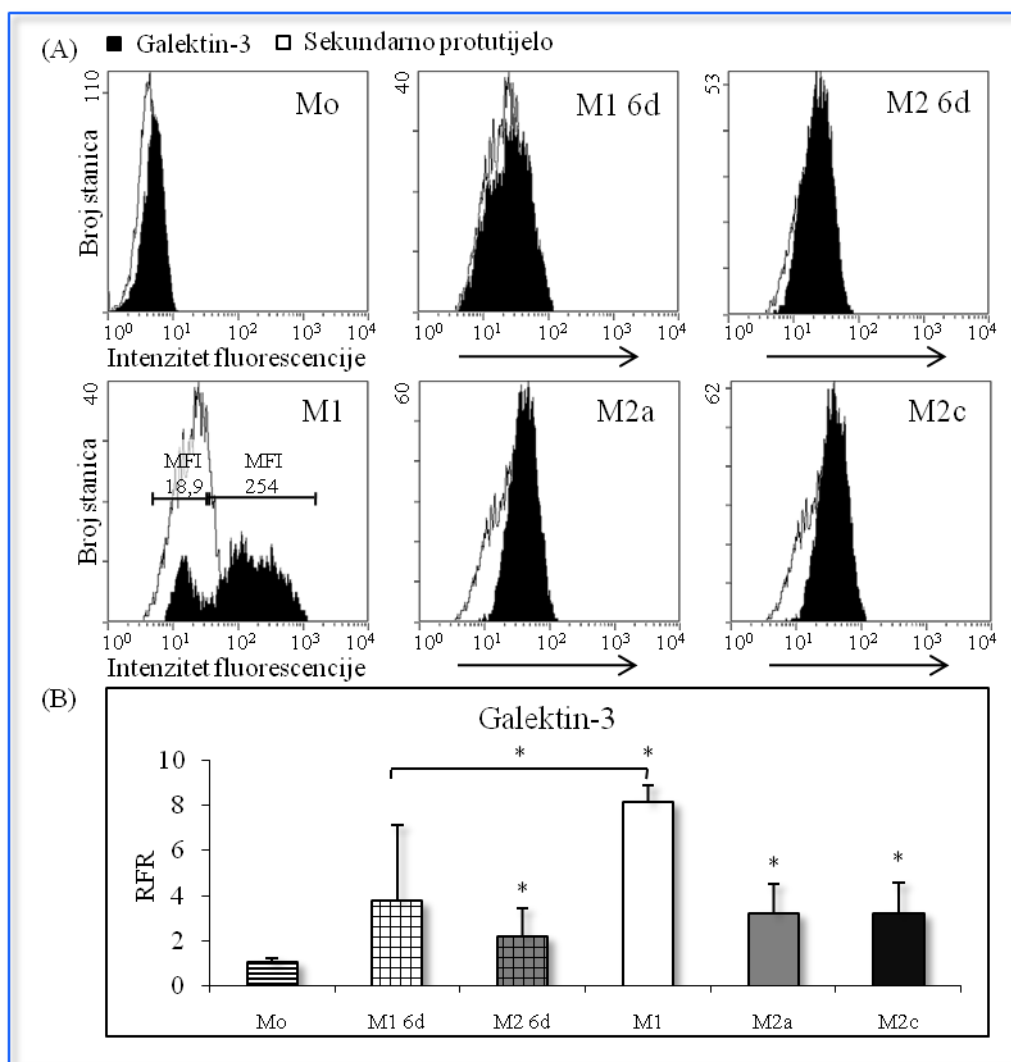 (A) ■ Galektin-3 □ Sekundarno protutijelo
110
Broj stanica
Mo
10⁰ 10¹ 10² 10³ 10⁴
Intenzitet fluorescencije
40
M1 6d
10⁰ 10¹ 10² 10³ 10⁴
53
M2 6d
10⁰ 10¹ 10² 10³ 10⁴
40
Broj stanica
M1
MFI MFI
18,9 254
10⁰ 10¹ 10² 10³ 10⁴
Intenzitet fluorescencije
60
M2a
10⁰ 10¹ 10² 10³ 10⁴
62
M2c
10⁰ 10¹ 10² 10³ 10⁴
(B)
Galektin-3
RFR
10
8
6
4
2
0
* *
* * *
Mo M1 6d M2 6d M1 M2a M2c